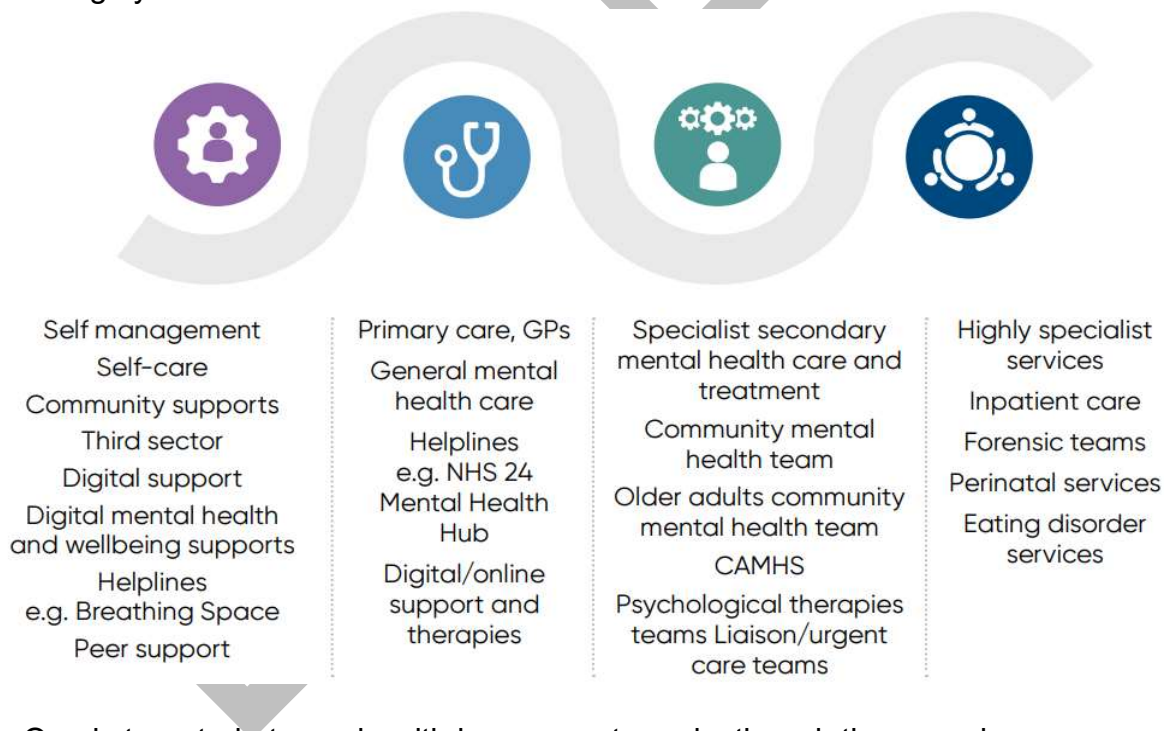 Self management
Self-care
Community supports
Third sector
Digital support
Digital mental health
and wellbeing supports
Helplines
e.g. Breathing Space
Peer support
Primary care, GPs
General mental
health care
Helplines
e.g. NHS 24
Mental Health
Hub
Digital/online
support and
therapies
Specialist secondary
mental health care and
treatment
Community mental
health team
Older adults community
mental health team
CAMHS
Psychological therapies
teams Liaison/urgent
care teams
Highly specialist
services
Inpatient care
Forensic teams
Perinatal services
Eating disorder
services